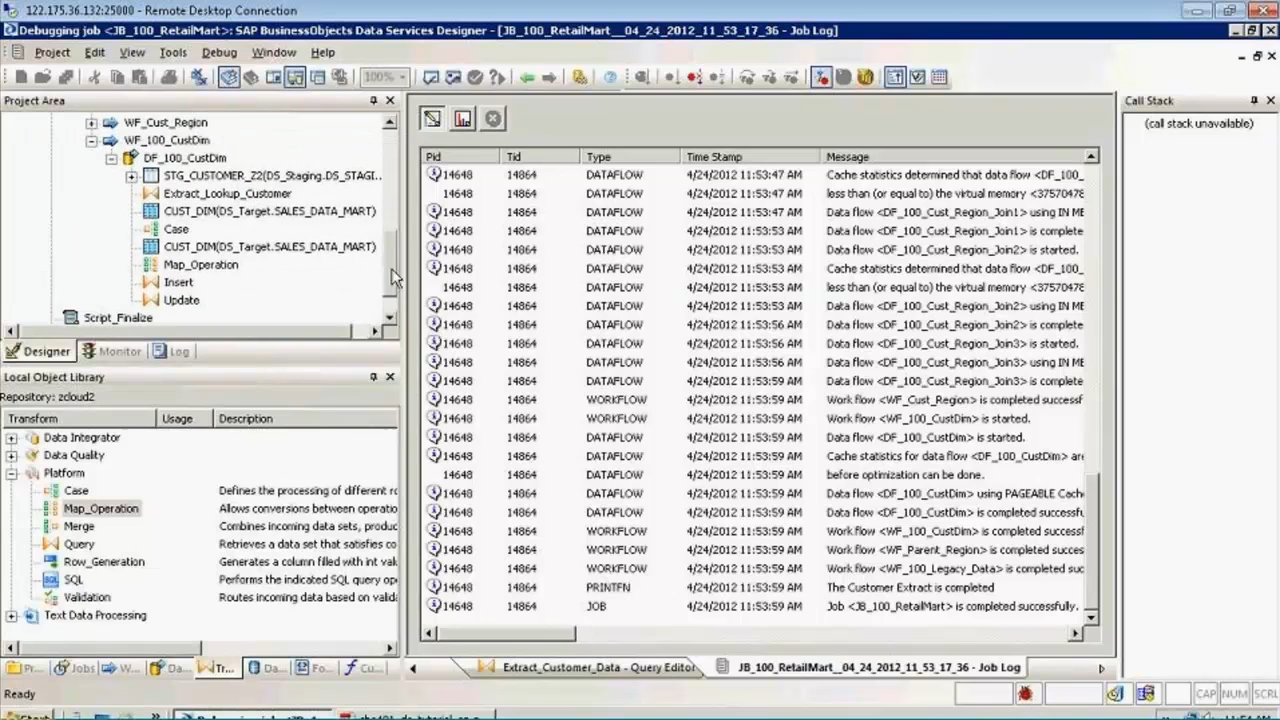 122.175.36.132:25000 - Remote Desktop Connection
Debugging job <JB_100_RetailMart>: SAP BusinessObjects Data Services Designer - [JB_100_RetailMart__04_24_2012_11_53_17_36 - Job Log]
Project Edit View Tools Debug Window Help
100%
Project Area
WF_Cust_Region
WF_100_CustDim
DF_100_CustDim
STG_CUSTOMER_Z2(DS_Staging.DS_STAGI...
Extract_Lookup_Customer
CUST_DIM(DS_Target.SALES_DATA_MART)
Case
CUST_DIM(DS_Target.SALES_DATA_MART)
Map_Operation
Insert
Update
Script_Finalize
Designer Monitor Log
Local Object Library
Repository: zcloud2
Transform Usage Description
Data Integrator
Data Quality
Platform
Case Defines the processing of different ro
Map_Operation Allows conversions between operatio
Merge Combines incoming data sets, produc
Query Retrieves a data set that satisfies co
Row_Generation Generates a column filled with int val
SQL Performs the indicated SQL query op
Validation Routes incoming data based on valida
Text Data Processing
Pr... Jobs W... Da... Tr... Da... Fo... Cu...
Pid Tid Type Time Stamp Message
14648 14864 DATAFLOW 4/24/2012 11:53:47 AM Cache statistics determined that data flow <DF_100_
14648 14864 DATAFLOW 4/24/2012 11:53:47 AM less than (or equal to) the virtual memory <37570478
14648 14864 DATAFLOW 4/24/2012 11:53:47 AM Data flow <DF_100_Cust_Region_Join1> using IN ME
14648 14864 DATAFLOW 4/24/2012 11:53:53 AM Data flow <DF_100_Cust_Region_Join1> is complete
14648 14864 DATAFLOW 4/24/2012 11:53:53 AM Data flow <DF_100_Cust_Region_Join2> is started.
14648 14864 DATAFLOW 4/24/2012 11:53:53 AM Cache statistics determined that data flow <DF_100_
14648 14864 DATAFLOW 4/24/2012 11:53:53 AM less than (or equal to) the virtual memory <37570478
14648 14864 DATAFLOW 4/24/2012 11:53:53 AM Data flow <DF_100_Cust_Region_Join2> using IN ME
14648 14864 DATAFLOW 4/24/2012 11:53:56 AM Data flow <DF_100_Cust_Region_Join2> is complete
14648 14864 DATAFLOW 4/24/2012 11:53:56 AM Data flow <DF_100_Cust_Region_Join3> is started.
14648 14864 DATAFLOW 4/24/2012 11:53:56 AM Data flow <DF_100_Cust_Region_Join3> using IN ME
14648 14864 DATAFLOW 4/24/2012 11:53:59 AM Data flow <DF_100_Cust_Region_Join3> is complete
14648 14864 WORKFLOW 4/24/2012 11:53:59 AM Work flow <WF_Cust_Region> is completed successf
14648 14864 WORKFLOW 4/24/2012 11:53:59 AM Work flow <WF_100_CustDim> is started.
14648 14864 DATAFLOW 4/24/2012 11:53:59 AM Data flow <DF_100_CustDim> is started.
14648 14864 DATAFLOW 4/24/2012 11:53:59 AM Cache statistics for data flow <DF_100_CustDim> are
14648 14864 DATAFLOW 4/24/2012 11:53:59 AM before optimization can be done.
14648 14864 DATAFLOW 4/24/2012 11:53:59 AM Data flow <DF_100_CustDim> using PAGEABLE Cach
14648 14864 DATAFLOW 4/24/2012 11:53:59 AM Data flow <DF_100_CustDim> is completed successfu
14648 14864 WORKFLOW 4/24/2012 11:53:59 AM Work flow <WF_100_CustDim> is completed successf
14648 14864 WORKFLOW 4/24/2012 11:53:59 AM Work flow <WF_Parent_Region> is completed succes
14648 14864 WORKFLOW 4/24/2012 11:53:59 AM Work flow <WF_100_Legacy_Data> is completed suc
14648 14864 PRINTFN 4/24/2012 11:53:59 AM The Customer Extract is completed
14648 14864 JOB 4/24/2012 11:53:59 AM Job <JB_100_RetailMart> is completed successfully.
Extract_Customer_Data - Query Editor JB_100_RetailMart__04_24_2012_11_53_17_36 - Job Log
Call Stack
(call stack unavailable)
Ready CAP NUM SCRL